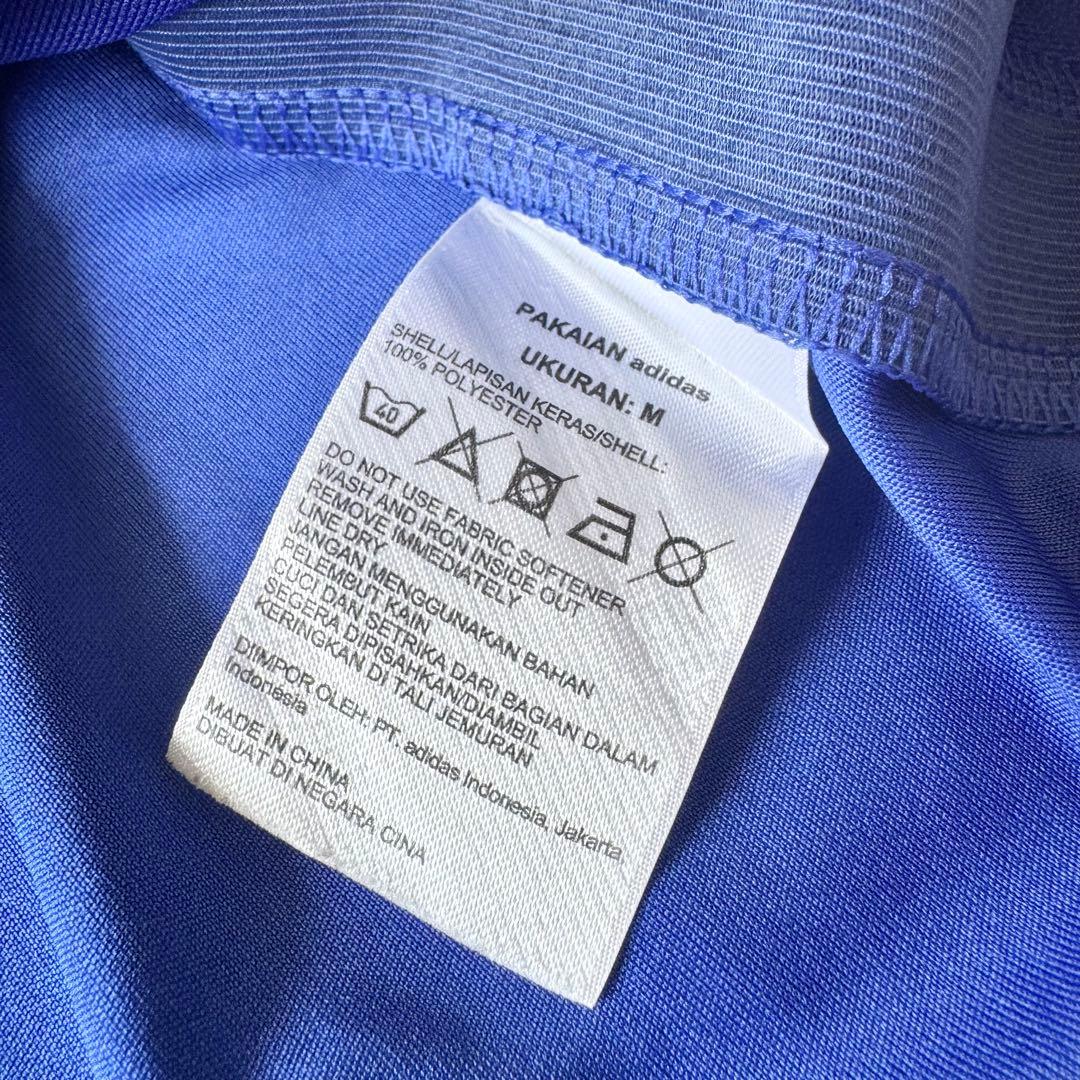 PAKAIAN adidas
UKURAN: M
SHELL/LAPISAN KERAS/SHELL:
100% POLYESTER
40
DO NOT USE FABRIC SOFTENER
WASH AND IRON INSIDE OUT
REMOVE IMMEDIATELY
LINE DRY
JANGAN MENGGUNAKAN BAHAN
PELEMBUT KAIN
CUCI DAN SETRIKA DARI BAGIAN DALAM
SEGERA DIPISAHKAN/DIAMBIL
KERINGKAN DI TALI JEMURAN
DIIMPOR OLEH: PT. adidas Indonesia, Jakarta,
Indonesia
MADE IN CHINA
DIBUAT DI NEGARA CINA